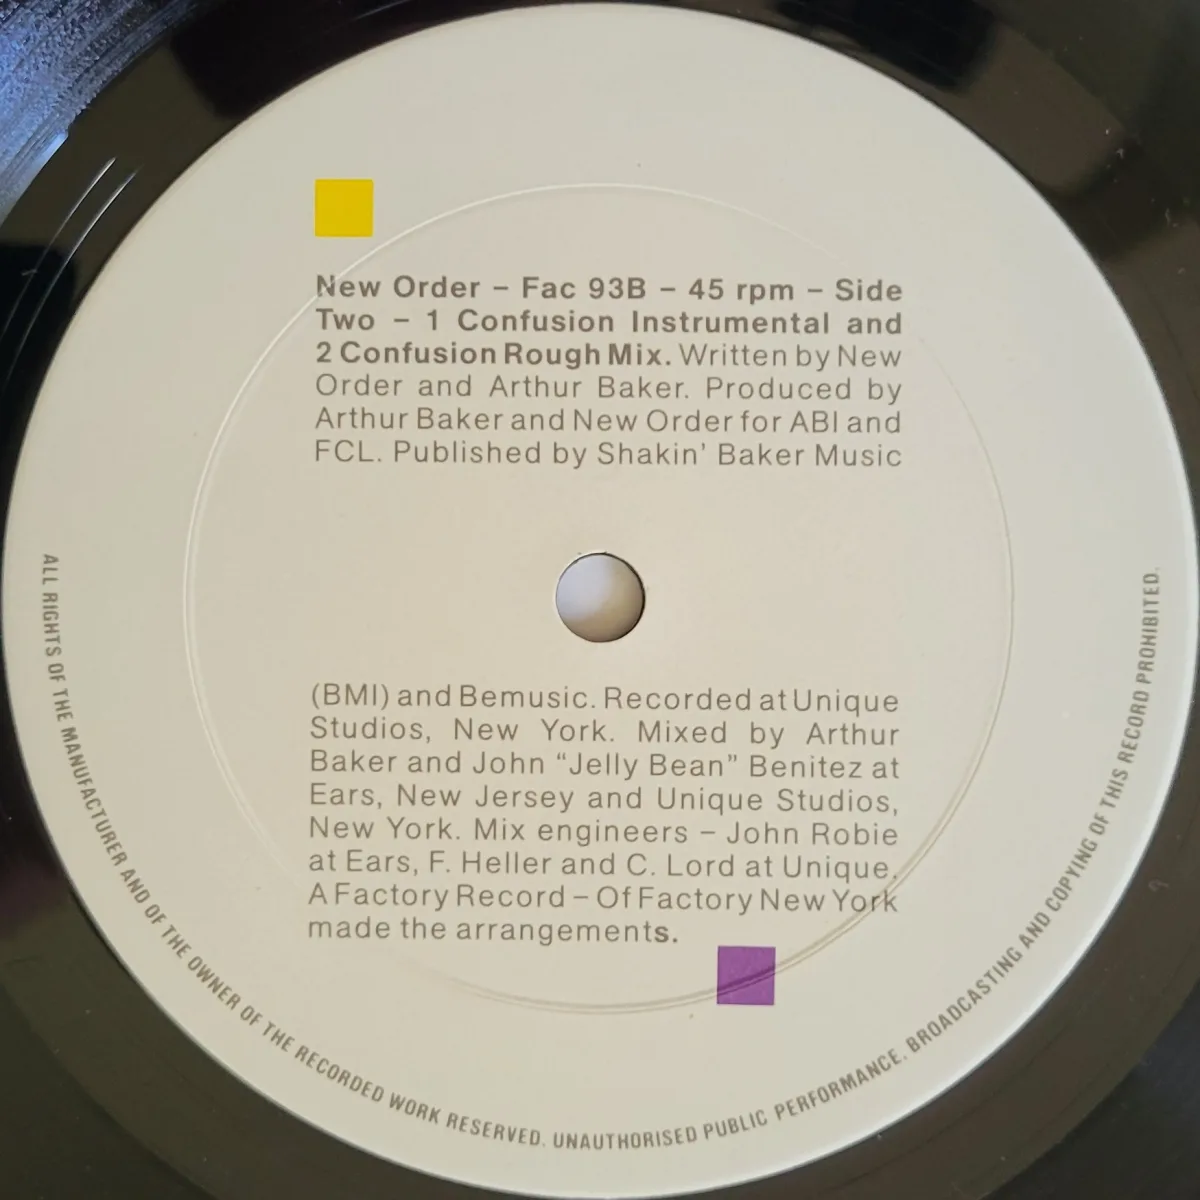 New Order – Fac 93B – 45 rpm – Side
Two – 1 Confusion Instrumental and
2 Confusion Rough Mix. Written by New
Order and Arthur Baker. Produced by
Arthur Baker and New Order for ABI and
FCL. Published by Shakin' Baker Music
(BMI) and Bemusic. Recorded at Unique
Studios, New York. Mixed by Arthur
Baker and John “Jelly Bean” Benitez at
Ears, New Jersey and Unique Studios,
New York. Mix engineers – John Robie
at Ears, F. Heller and C. Lord at Unique.
A Factory Record – Of Factory New York
made the arrangements.
ALL RIGHTS OF THE MANUFACTURER AND OF THE OWNER OF THE RECORDED WORK RESERVED. UNAUTHORISED PUBLIC PERFORMANCE. BROADCASTING AND COPYING OF THIS RECORD PROHIBITED.